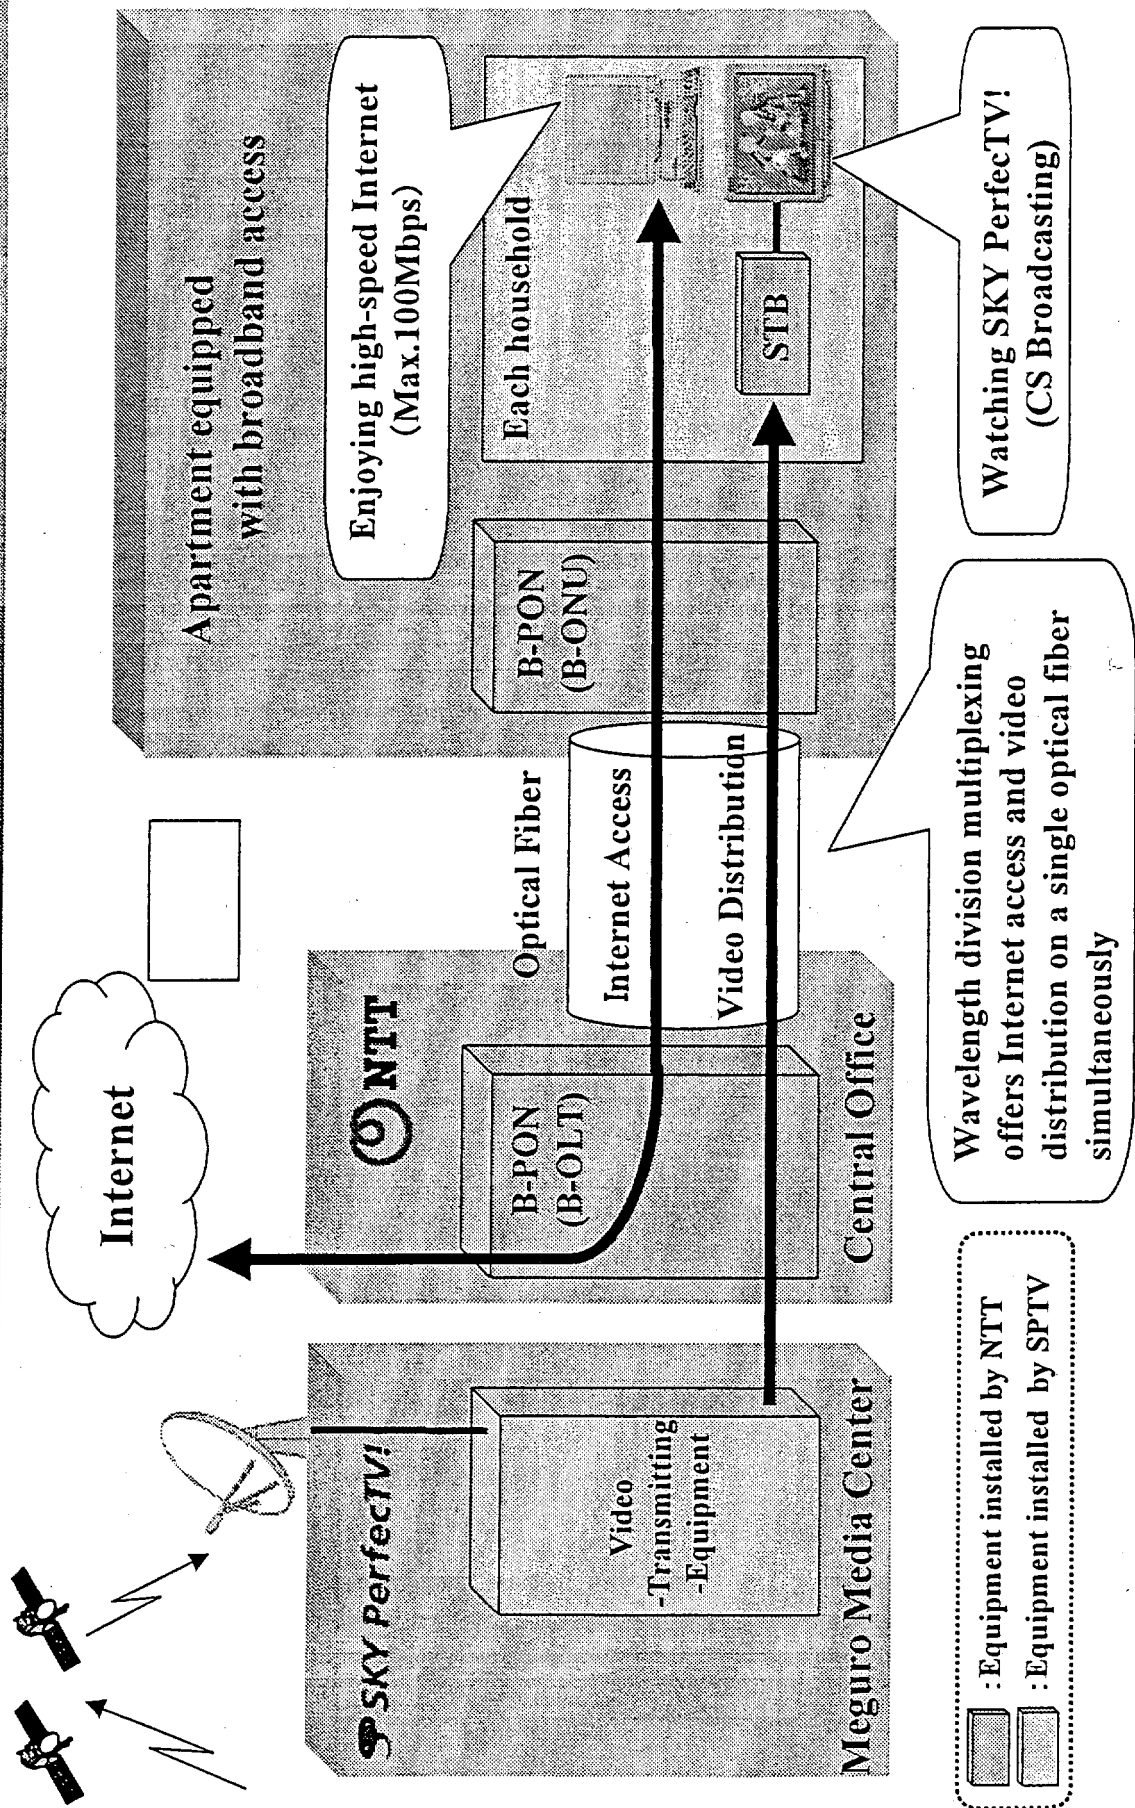 Internet
Apartment equipped
with broadband access
Enjoying high-speed Internet
(Max.100Mbps)
SKY PerfecTV!
NTT
Optical Fiber
Each household
Video
-Transmitting
-Equipment
B-PON
(B-OLT)
Internet Access
Video Distribution
B-PON
(B-ONU)
STB
Meguro Media Center
Central Office
Watching SKY PerfecTV!
(CS Broadcasting)
Wavelength division multiplexing
offers Internet access and video
distribution on a single optical fiber
simultaneously
:Equipment installed by NTT
:Equipment installed by SPTV